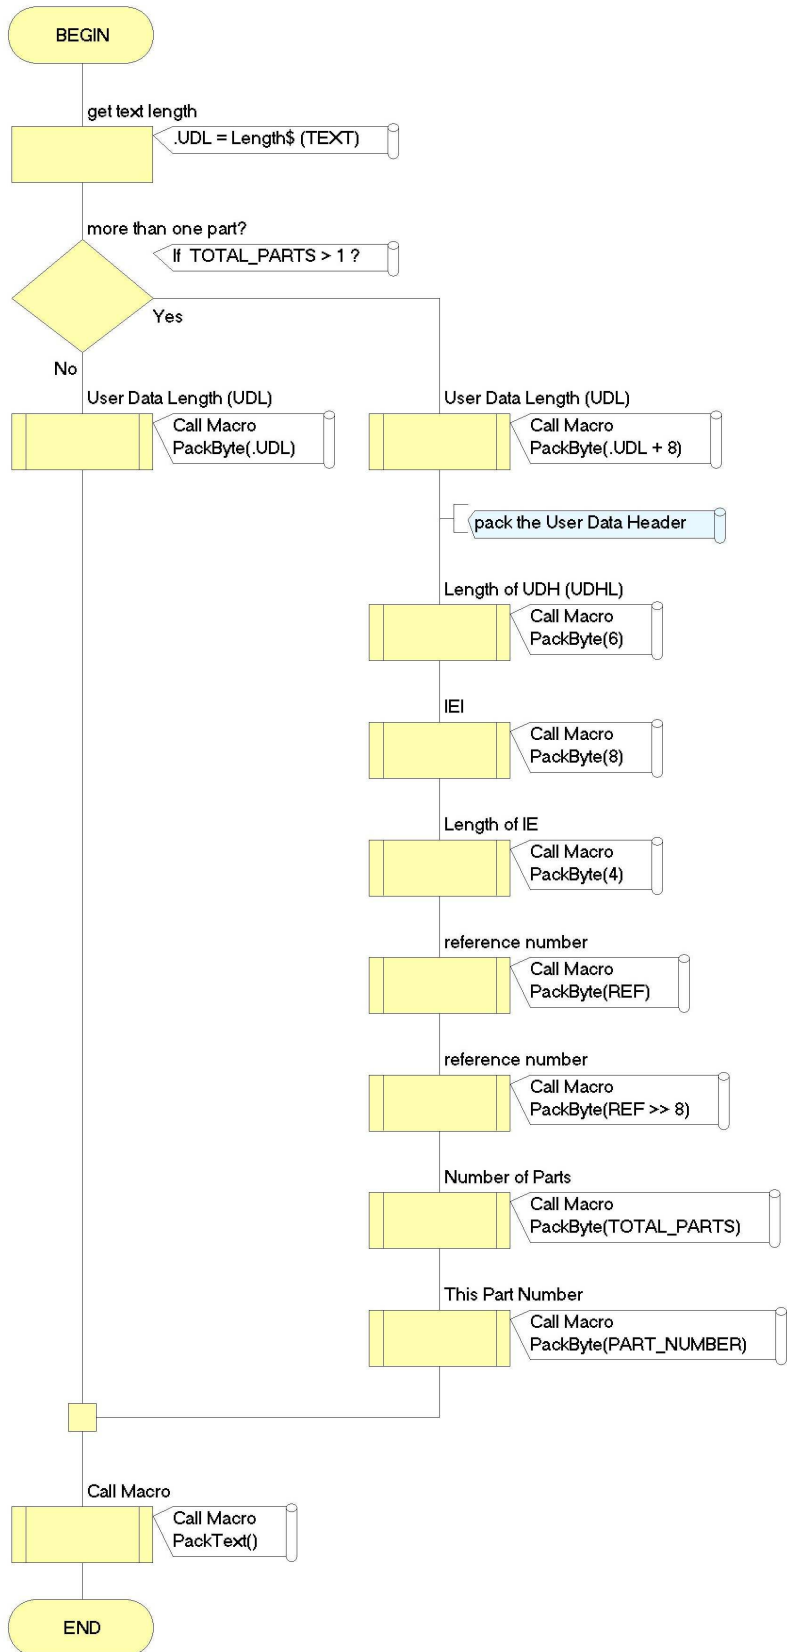 BEGIN
get text length
.UDL = Length$ (TEXT)
more than one part?
If  TOTAL_PARTS > 1 ?
Yes
No
User Data Length (UDL)
Call Macro
PackByte(.UDL)
User Data Length (UDL)
Call Macro
PackByte(.UDL + 8)
pack the User Data Header
Length of UDH (UDHL)
Call Macro
PackByte(6)
IEI
Call Macro
PackByte(8)
Length of IE
Call Macro
PackByte(4)
reference number
Call Macro
PackByte(REF)
reference number
Call Macro
PackByte(REF >> 8)
Number of Parts
Call Macro
PackByte(TOTAL_PARTS)
This Part Number
Call Macro
PackByte(PART_NUMBER)
Call Macro
Call Macro
PackText()
END